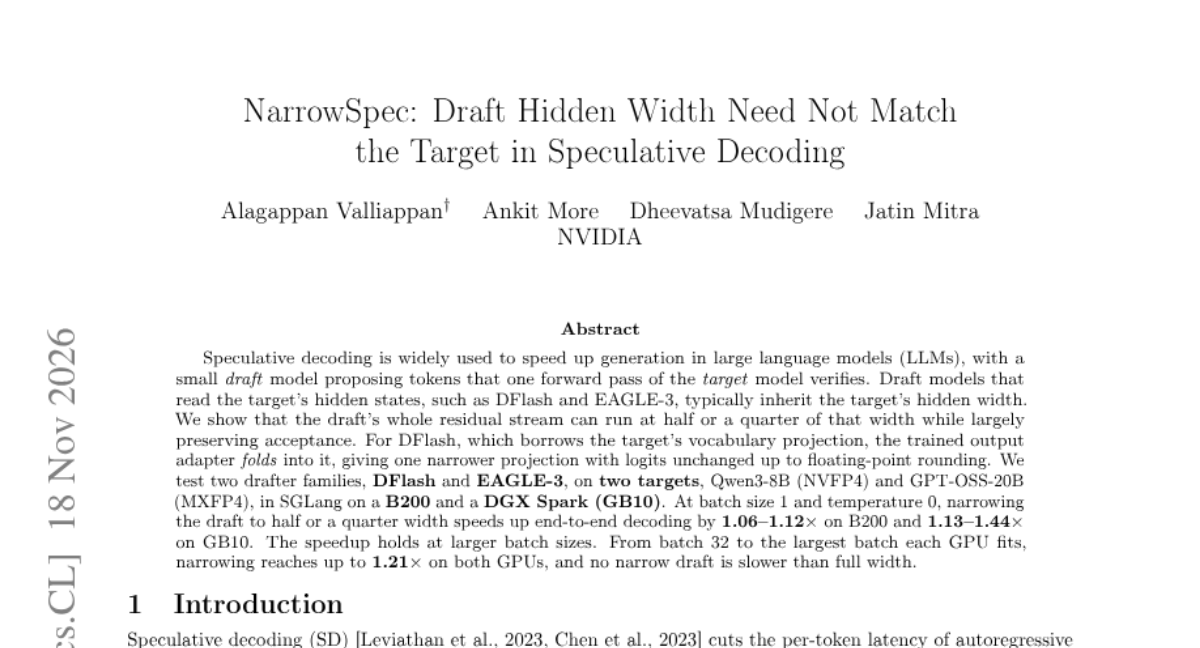 NarrowSpec: Draft Hidden Width Need Not Match
the Target in Speculative Decoding
Alagappan Valliappan† Ankit More Dheevatsa Mudigere Jatin Mitra
NVIDIA
Abstract
Speculative decoding is widely used to speed up generation in large language models (LLMs), with a
small draft model proposing tokens that one forward pass of the target model verifies. Draft models that
read the target's hidden states, such as DFlash and EAGLE-3, typically inherit the target's hidden width.
We show that the draft's whole residual stream can run at half or a quarter of that width while largely
preserving acceptance. For DFlash, which borrows the target's vocabulary projection, the trained output
adapter folds into it, giving one narrower projection with logits unchanged up to floating-point rounding. We
test two drafter families, DFlash and EAGLE-3, on two targets, Qwen3-8B (NVFP4) and GPT-OSS-20B
(MXFP4), in SGLang on a B200 and a DGX Spark (GB10). At batch size 1 and temperature 0, narrowing
the draft to half or a quarter width speeds up end-to-end decoding by 1.06–1.12× on B200 and 1.13–1.44×
on GB10. The speedup holds at larger batch sizes. From batch 32 to the largest batch each GPU fits,
narrowing reaches up to 1.21× on both GPUs, and no narrow draft is slower than full width.
1 Introduction
Speculative decoding (SD) [Leviathan et al., 2023, Chen et al., 2023] cuts the per-token latency of autoregressive
cs.CL] 18 Nov 2026